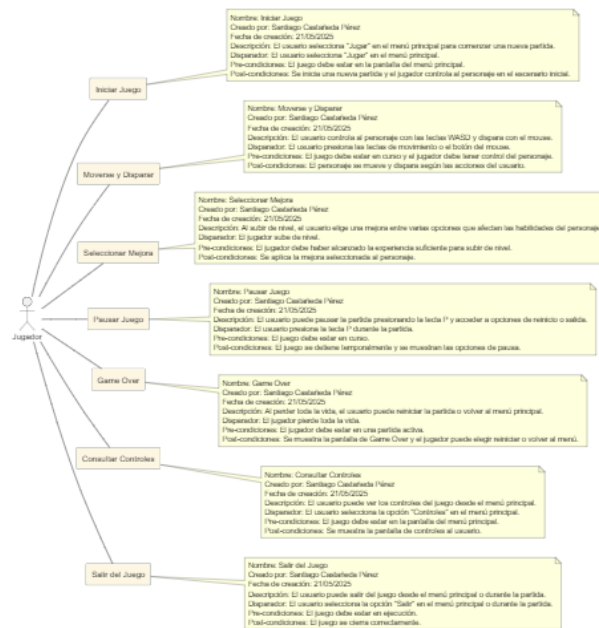 Nombre: Iniciar Juego
Creado por: Santiago Castañeda Pérez
Fecha de creación: 21/05/2025
Descripción: El usuario selecciona "Jugar" en el menú principal para comenzar una nueva partida.
Disparador: El usuario selecciona "Jugar" en el menú principal.
Pre-condiciones: El juego debe estar en la pantalla del menú principal.
Post-condiciones: Se inicia una nueva partida y el jugador controla al personaje en el escenario inicial.
Iniciar Juego
Nombre: Moverse y Disparar
Creado por: Santiago Castañeda Pérez
Fecha de creación: 21/05/2025
Descripción: El usuario controla al personaje con las teclas WASD y dispara con el mouse.
Disparador: El usuario presiona las teclas de movimiento o el botón del mouse.
Pre-condiciones: El juego debe estar en curso y el jugador debe tener control del personaje.
Post-condiciones: El personaje se mueve y dispara según las acciones del usuario.
Moverse y Disparar
Nombre: Seleccionar Mejora
Creado por: Santiago Castañeda Pérez
Fecha de creación: 21/05/2025
Descripción: Al subir de nivel, el usuario elige una mejora entre varias opciones que afectan las habilidades del personaje
Disparador: El jugador sube de nivel.
Pre-condiciones: El jugador debe haber alcanzado la experiencia suficiente para subir de nivel.
Post-condiciones: Se aplica la mejora seleccionada al personaje.
Seleccionar Mejora
Nombre: Pausar Juego
Creado por: Santiago Castañeda Pérez
Fecha de creación: 21/05/2025
Descripción: El usuario puede pausar la partida presionando la tecla P y acceder a opciones de reinicio o salida.
Disparador: El usuario presiona la tecla P durante la partida.
Pre-condiciones: El juego debe estar en curso.
Post-condiciones: El juego se detiene temporalmente y se muestran las opciones de pausa.
Pausar Juego
Jugador
Nombre: Game Over
Creado por: Santiago Castañeda Pérez
Fecha de creación: 21/05/2025
Descripción: Al perder toda la vida, el usuario puede reiniciar la partida o volver al menú principal.
Disparador: El jugador pierde toda la vida.
Pre-condiciones: El jugador debe estar en una partida activa.
Post-condiciones: Se muestra la pantalla de Game Over y el jugador puede elegir reiniciar o volver al menú.
Game Over
Nombre: Consultar Controles
Creado por: Santiago Castañeda Pérez
Fecha de creación: 21/05/2025
Descripción: El usuario puede ver los controles del juego desde el menú principal.
Disparador: El usuario selecciona la opción "Controles" en el menú principal.
Pre-condiciones: El juego debe estar en la pantalla del menú principal.
Post-condiciones: Se muestra la pantalla de controles al usuario.
Consultar Controles
Nombre: Salir del Juego
Creado por: Santiago Castañeda Pérez
Fecha de creación: 21/05/2025
Descripción: El usuario puede salir del juego desde el menú principal o durante la partida.
Disparador: El usuario selecciona la opción "Salir" en el menú principal o durante la partida.
Pre-condiciones: El juego debe estar en ejecución.
Post-condiciones: El juego se cierra correctamente.
Salir del Juego